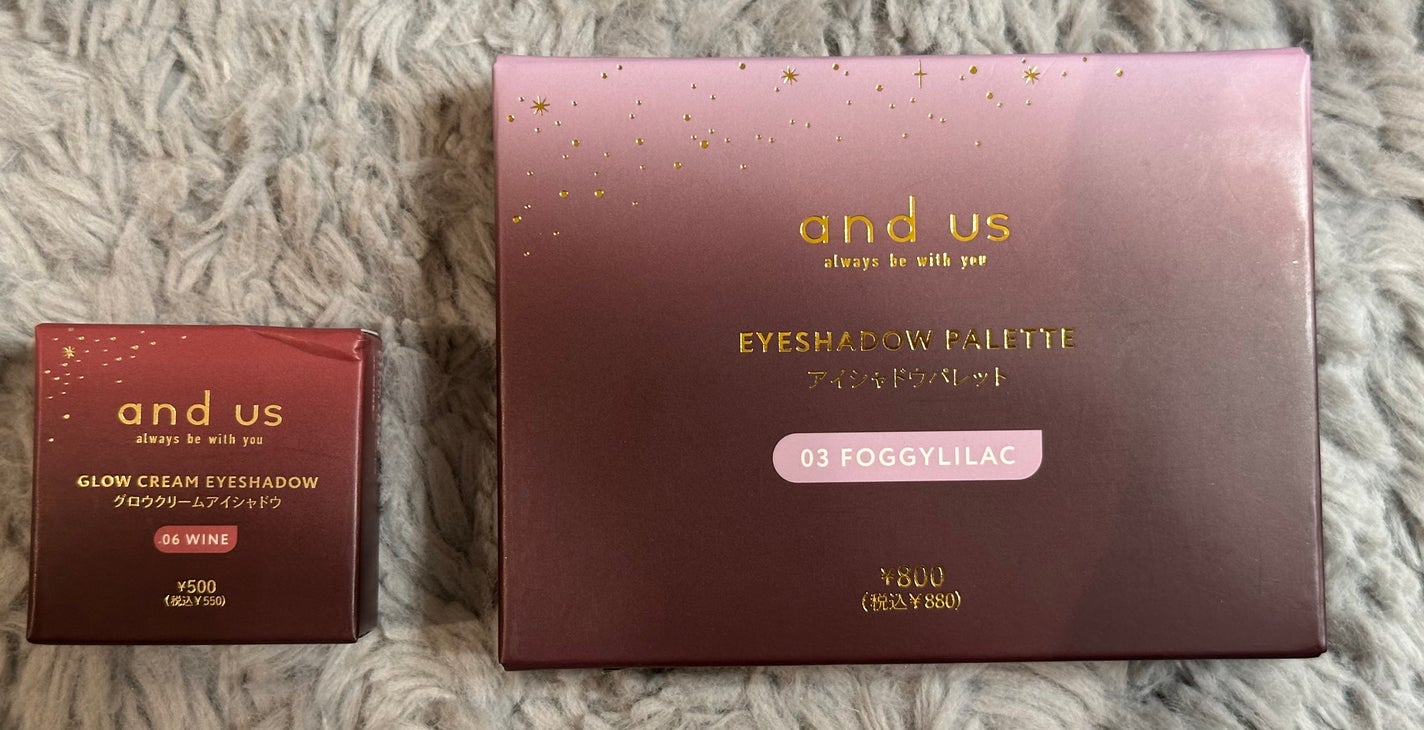 and us
always be with you
GLOW CREAM EYESHADOW
グロウクリームアイシャドウ
06 WINE
¥500
(税込¥550)
and us
always be with you
EYESHADOW PALETTE
アイシャドウパレット
03 FOGGYLILAC
¥800
(税込¥880)